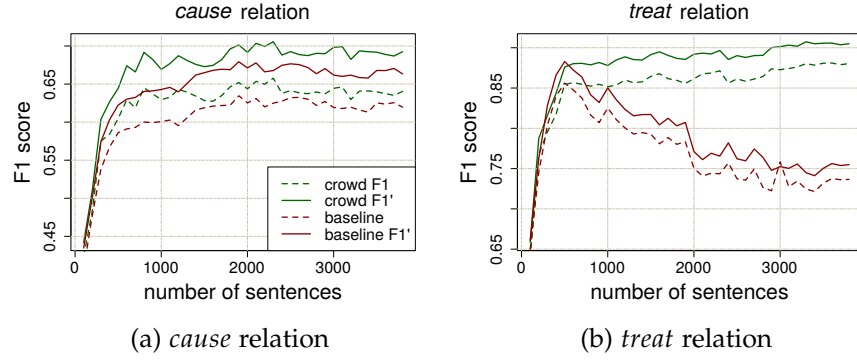 cause relation
F1 score
0.65
0.55
0.45
crowd F1
crowd F1'
baseline
baseline F1'
0 1000 2000 3000
number of sentences
(a) cause relation
treat relation
F1 score
0.85
0.75
0.65
0 1000 2000 3000
number of sentences
(b) treat relation